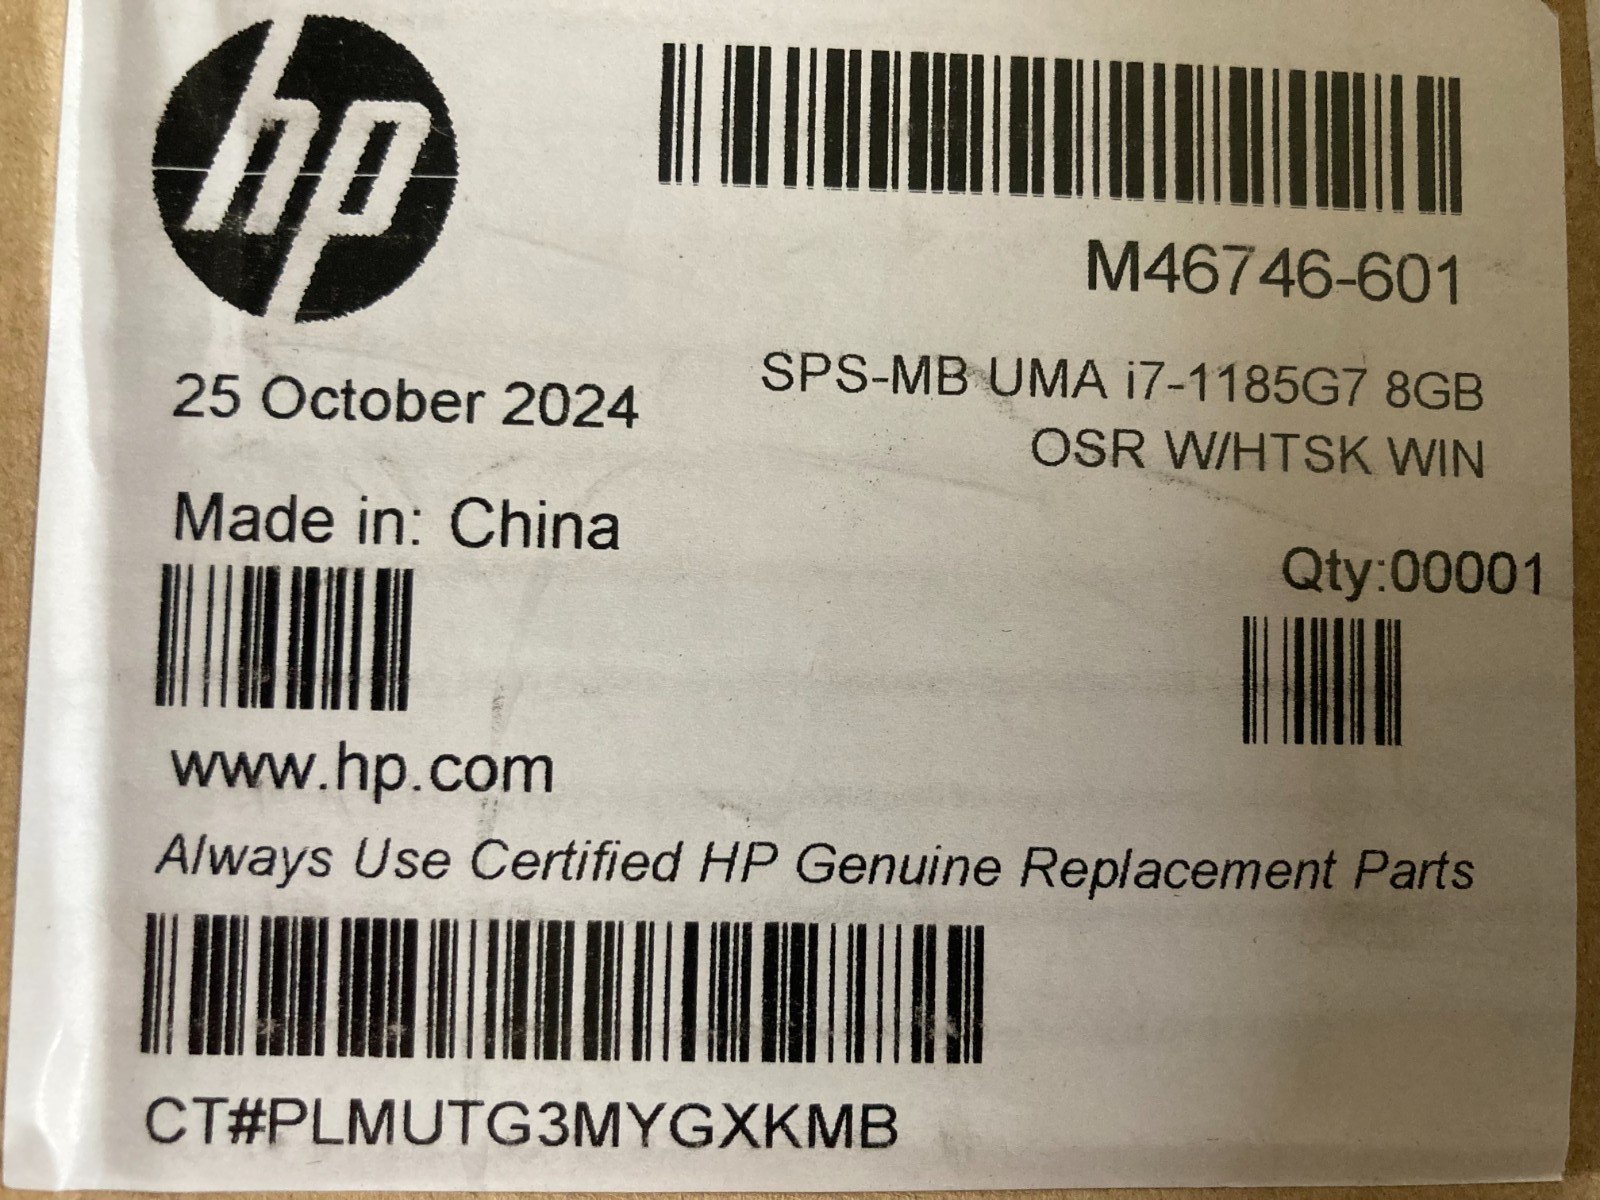 hp
M46746-601
SPS-MB UMA i7-1185G7 8GB
OSR W/HTSK WIN
25 October 2024
Made in: China
Qty:00001
www.hp.com
Always Use Certified HP Genuine Replacement Parts
CT#PLMUTG3MYGXKMB